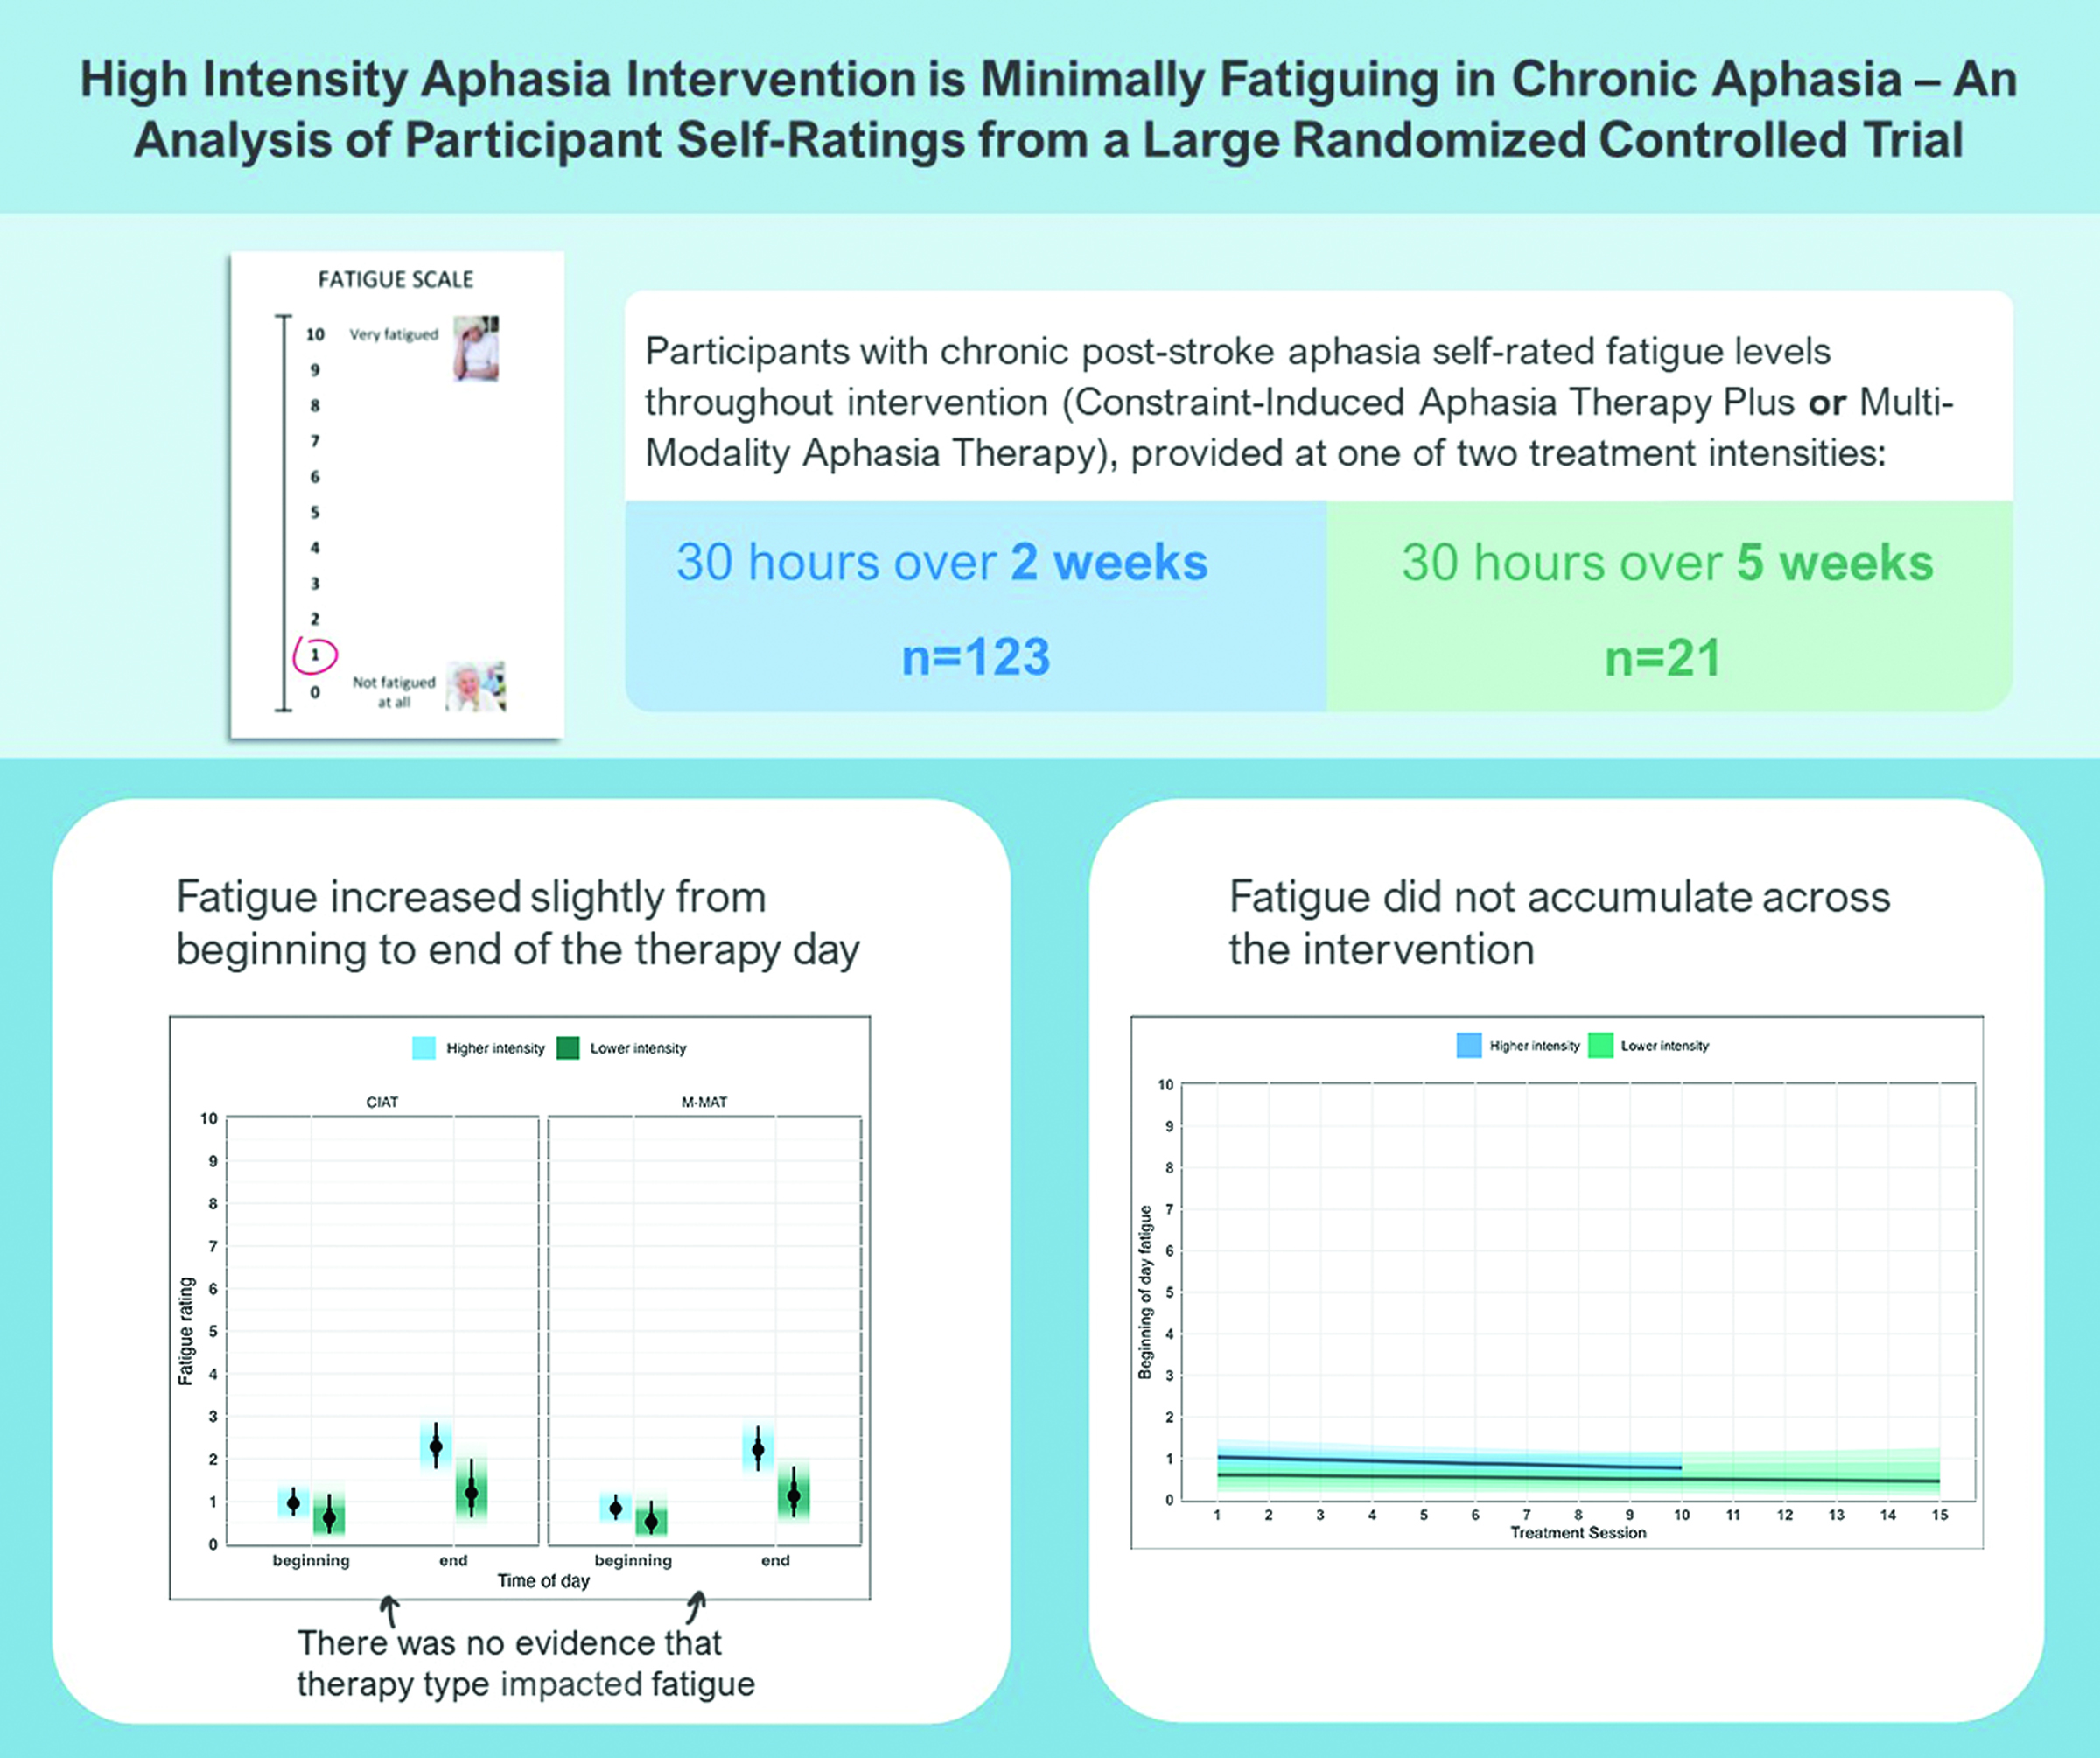 High Intensity Aphasia Intervention is Minimally Fatiguing in Chronic Aphasia – An
Analysis of Participant Self-Ratings from a Large Randomized Controlled Trial
FATIGUE SCALE
10 Very fatigued
9
8
7
6
5
4
3
2
1
0 Not fatigued
at all
Participants with chronic post-stroke aphasia self-rated fatigue levels
throughout intervention (Constraint-Induced Aphasia Therapy Plus or Multi-
Modality Aphasia Therapy), provided at one of two treatment intensities:
30 hours over 2 weeks
n=123
30 hours over 5 weeks
n=21
Fatigue increased slightly from
beginning to end of the therapy day
Higher intensity Lower intensity
CIAT M-MAT
Fatigue rating
10
9
8
7
6
5
4
3
2
1
0
beginning end beginning end
Time of day
There was no evidence that
therapy type impacted fatigue
Fatigue did not accumulate across
the intervention
Higher intensity Lower intensity
Beginning of day fatigue
10
9
8
7
6
5
4
3
2
1
0
1 2 3 4 5 6 7 8 9 10 11 12 13 14 15
Treatment Session